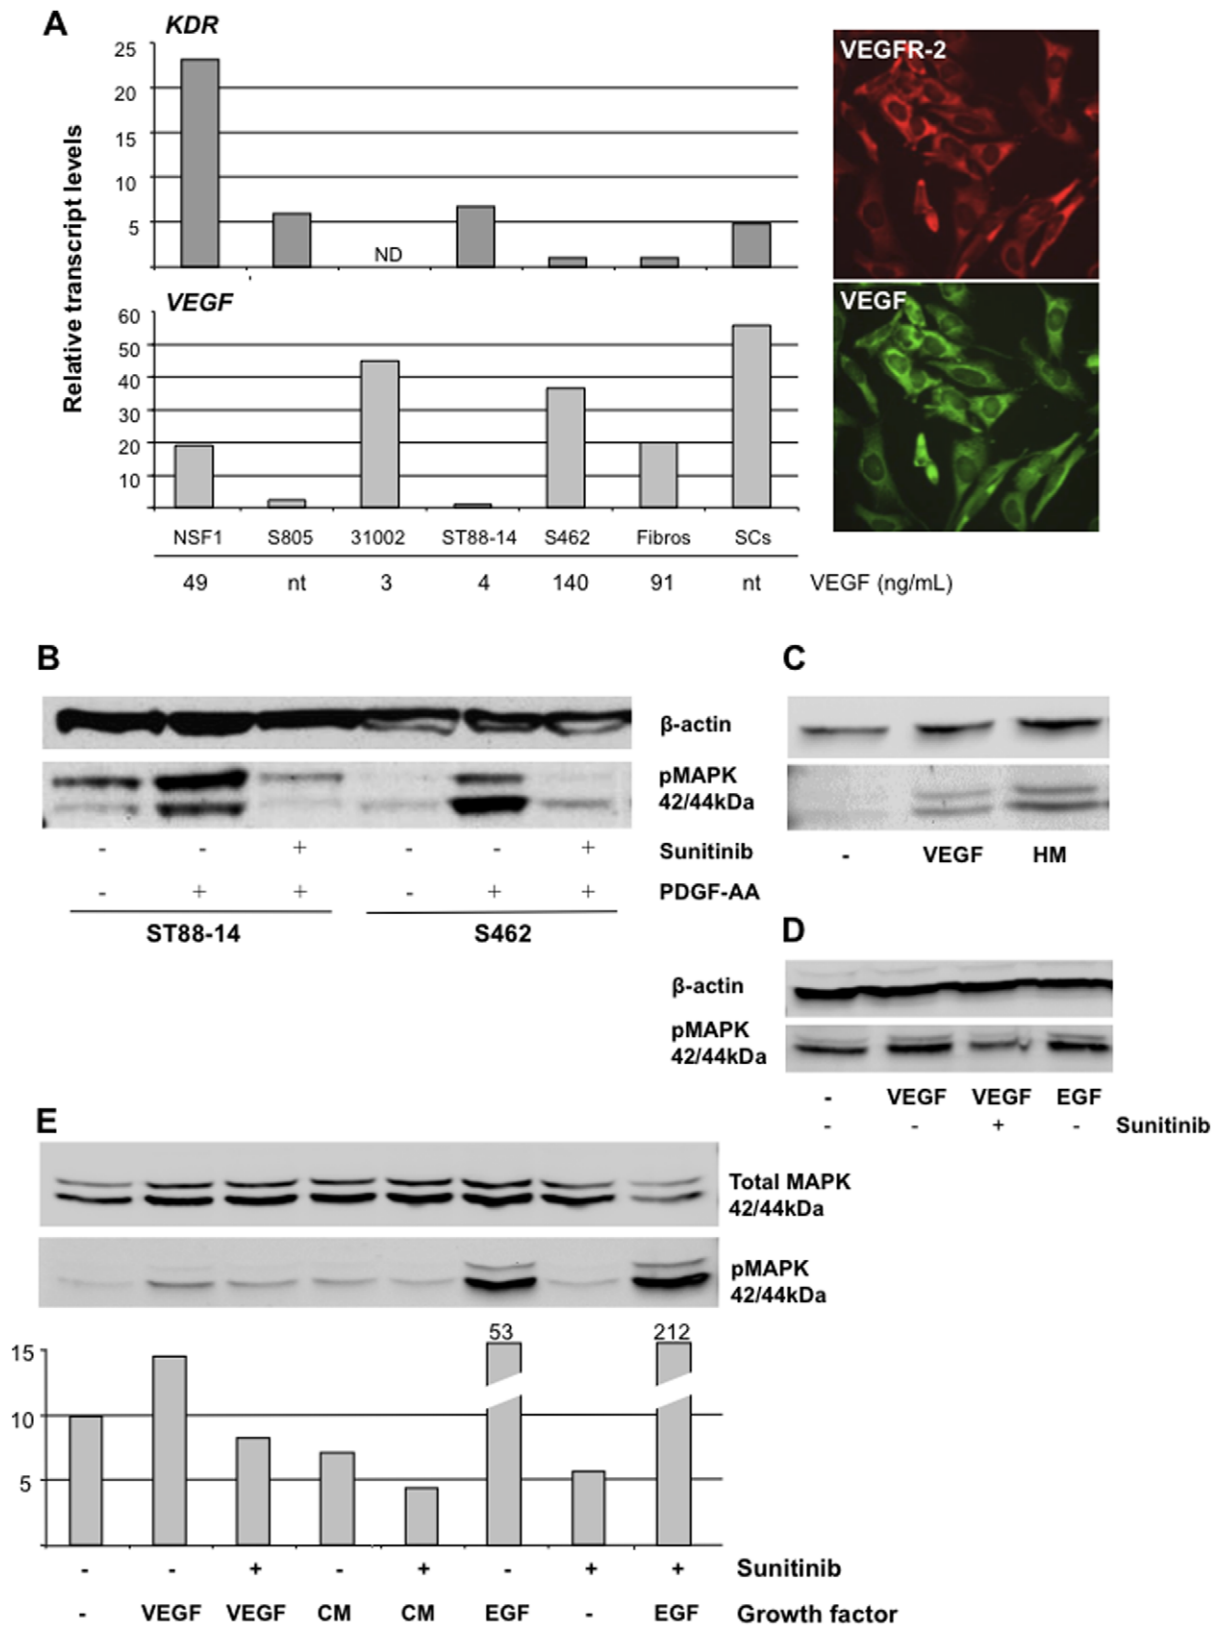 A
KDR
25
20
15
10
5
ND
Relative transcript levels
VEGF
60
50
40
30
20
10
NSF1 S805 31002 ST88-14 S462 Fibros SCs
49 nt 3 4 140 91 nt VEGF (ng/mL)
VEGFR-2
VEGF
B
β-actin
pMAPK
42/44kDa
- - + - - + Sunitinib
- + + - + + PDGF-AA
ST88-14 S462
C
- VEGF HM
D
β-actin
pMAPK
42/44kDa
- VEGF VEGF EGF
- - + - Sunitinib
E
Total MAPK
42/44kDa
pMAPK
42/44kDa
53 212
15
10
5
- - + - + - + + Sunitinib
- VEGF VEGF CM CM EGF - EGF Growth factor